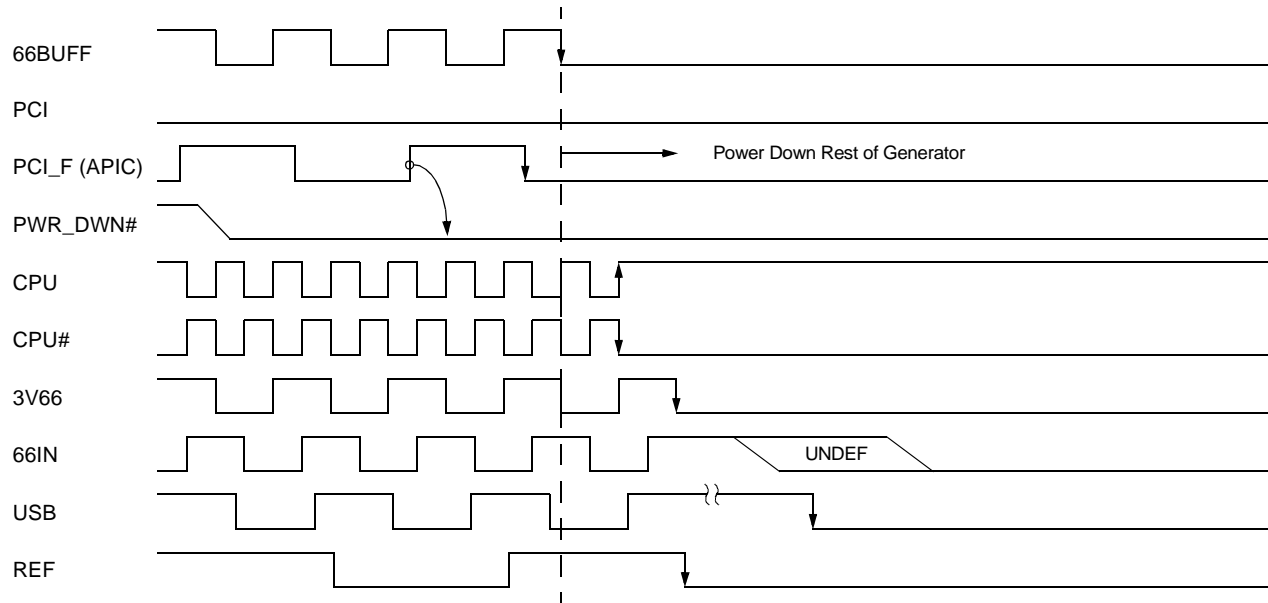 66BUFF
PCI
PCI_F (APIC)
Power Down Rest of Generator
PWR_DWN#
CPU
CPU#
3V66
66IN
UNDEF
USB
REF